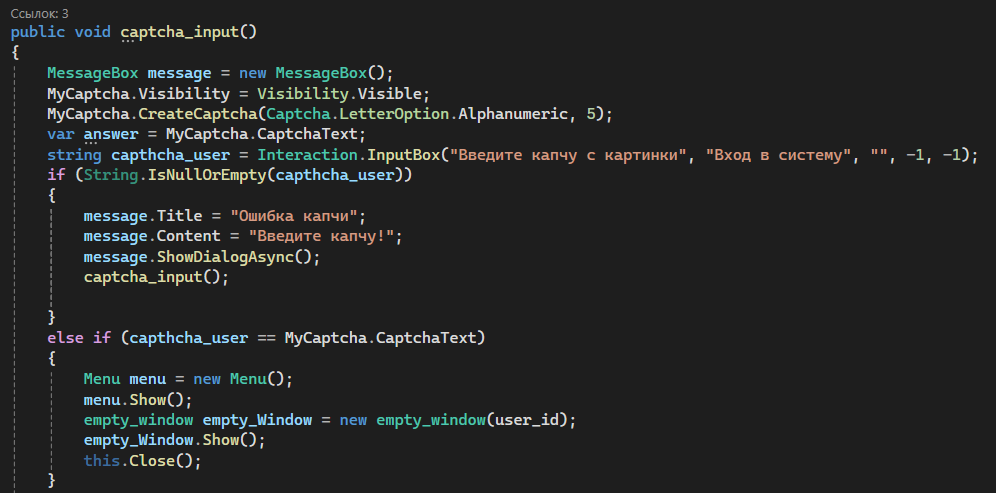 Ссылок: 3
public void captcha_input()
{
MessageBox message = new MessageBox();
MyCaptcha.Visibility = Visibility.Visible;
MyCaptcha.CreateCaptcha(Captcha.LetterOption.Alphanumeric, 5);
var answer = MyCaptcha.CaptchaText;
string capthcha_user = Interaction.InputBox("Введите капчу с картинки", "Вход в систему", "", -1, -1);
if (String.IsNullOrEmpty(capthcha_user))
{
message.Title = "Ошибка капчи";
message.Content = "Введите капчу!";
message.ShowDialogAsync();
captcha_input();
}
else if (capthcha_user == MyCaptcha.CaptchaText)
{
Menu menu = new Menu();
menu.Show();
empty_window empty_Window = new empty_window(user_id);
empty_Window.Show();
this.Close();
}